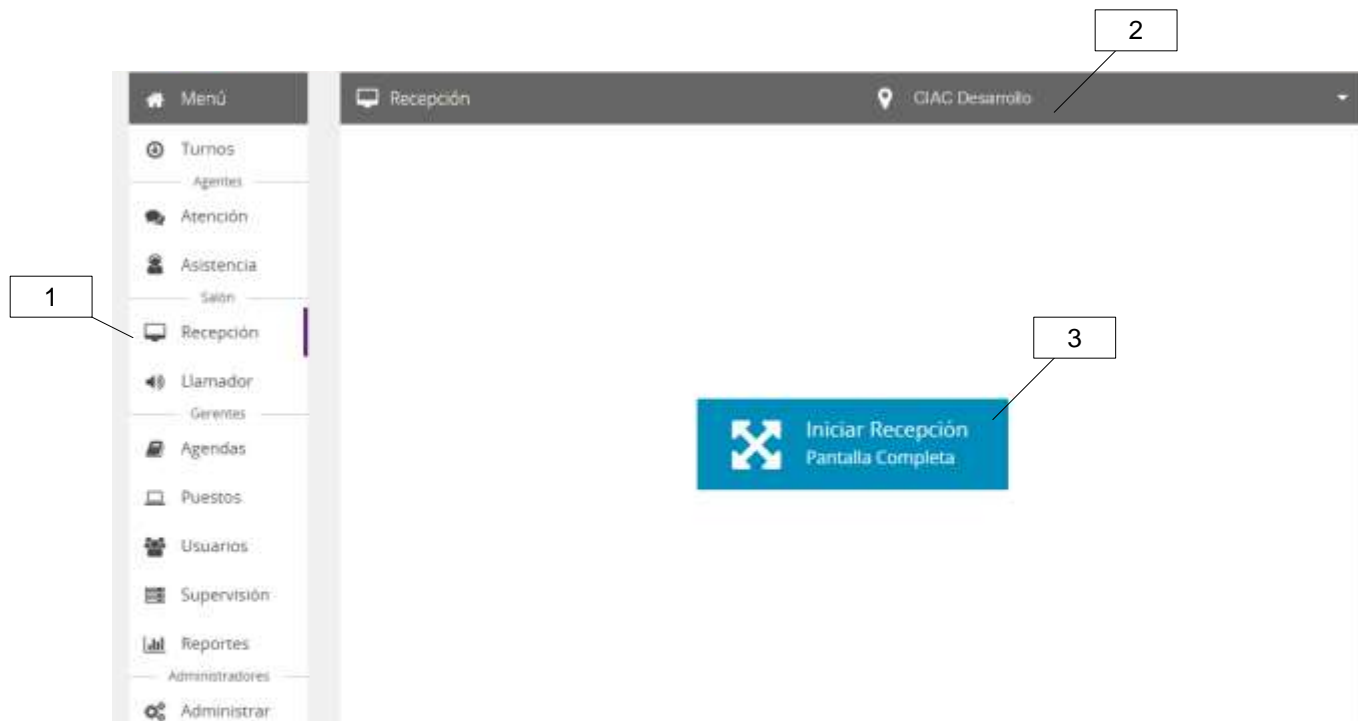 2
Menú
Recepción
CIAC Desarrollo
Turnos
Agentes
Atención
Asistencia
1
Salón
Recepción
3
Llamador
Gerentes
Iniciar Recepción
Pantalla Completa
Agendas
Puestos
Usuarios
Supervisión
Reportes
Administradores
Administrar